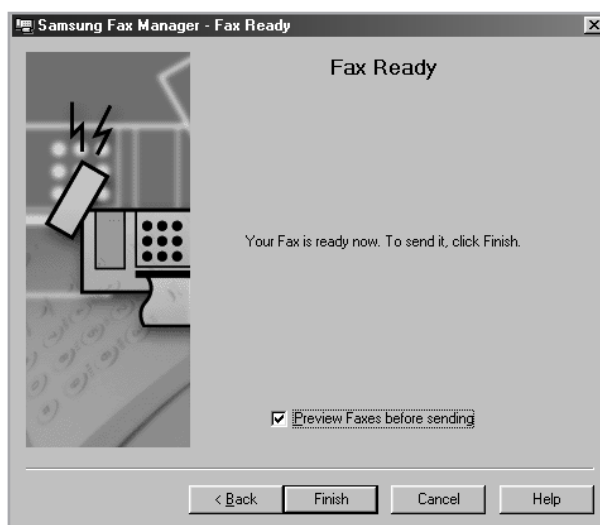 Samsung Fax Manager - Fax Ready
Fax Ready
Your Fax is ready now. To send it, click Finish.
Preview Faxes before sending
< Back Finish Cancel Help